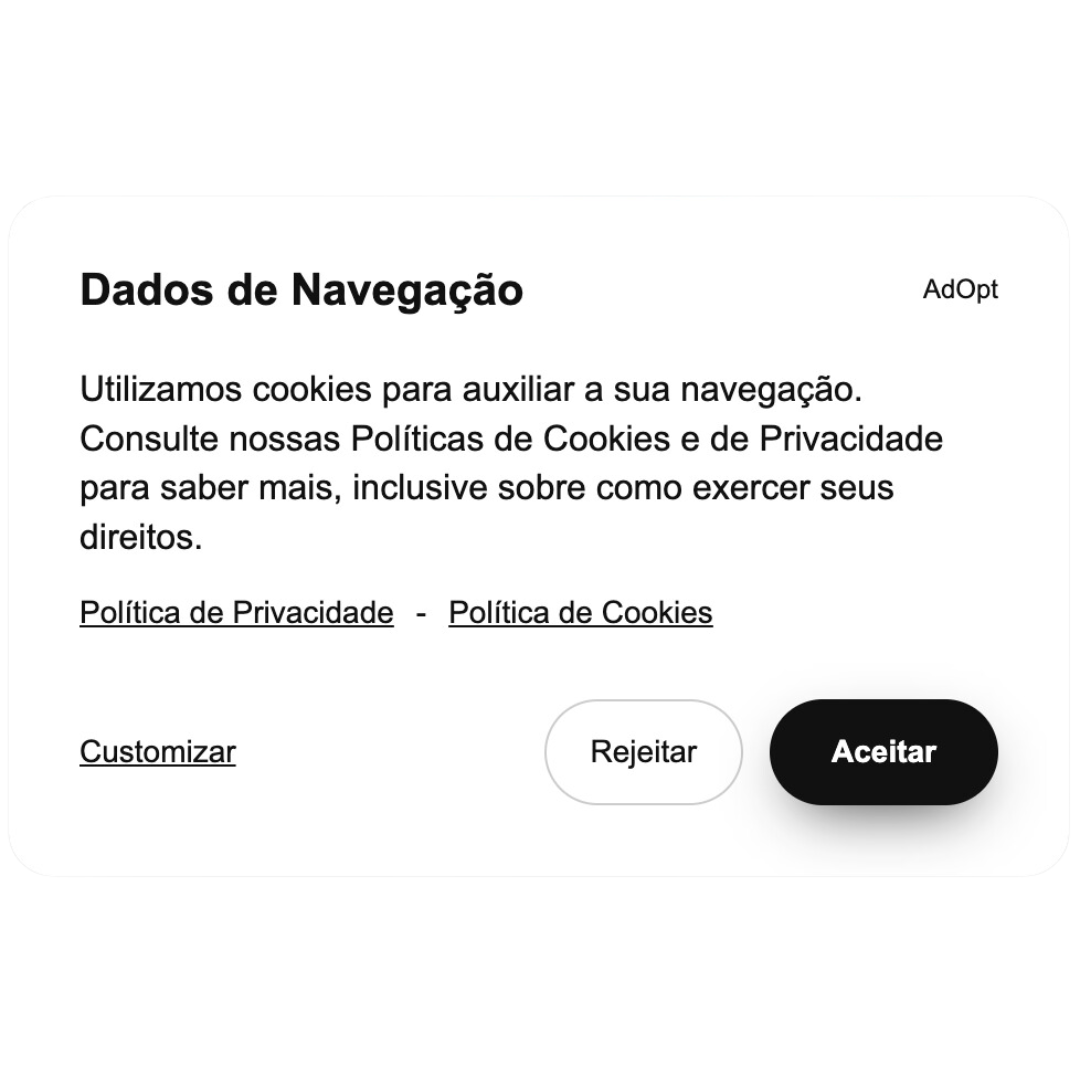 Dados de Navegação
AdOpt
Utilizamos cookies para auxiliar a sua navegação.
Consulte nossas Políticas de Cookies e de Privacidade
para saber mais, inclusive sobre como exercer seus
direitos.
Política de Privacidade - Política de Cookies
Customizar
Rejeitar
Aceitar